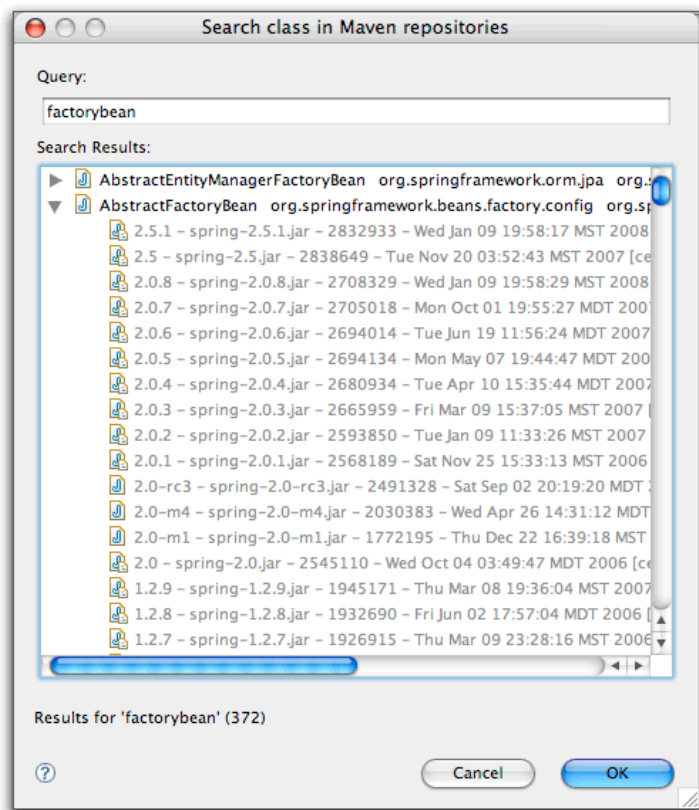 Search class in Maven repositories
Query:
factorybean
Search Results:
AbstractEntityManagerFactoryBean org.springframework.orm.jpa org.s
AbstractFactoryBean org.springframework.beans.factory.config org.sp
2.5.1 - spring-2.5.1.jar - 2832933 - Wed Jan 09 19:58:17 MST 2008
2.5 - spring-2.5.jar - 2838649 - Tue Nov 20 03:52:43 MST 2007 [ce
2.0.8 - spring-2.0.8.jar - 2708329 - Wed Jan 09 19:58:29 MST 2008
2.0.7 - spring-2.0.7.jar - 2705018 - Mon Oct 01 19:55:27 MDT 2007
2.0.6 - spring-2.0.6.jar - 2694014 - Tue Jun 19 11:56:24 MDT 2007
2.0.5 - spring-2.0.5.jar - 2694134 - Mon May 07 19:44:47 MDT 200
2.0.4 - spring-2.0.4.jar - 2680934 - Tue Apr 10 15:35:44 MDT 2007
2.0.3 - spring-2.0.3.jar - 2665959 - Fri Mar 09 15:37:05 MST 2007 [
2.0.2 - spring-2.0.2.jar - 2593850 - Tue Jan 09 11:33:26 MST 2007
2.0.1 - spring-2.0.1.jar - 2568189 - Sat Nov 25 15:33:13 MST 2006
2.0-rc3 - spring-2.0-rc3.jar - 2491328 - Sat Sep 02 20:19:20 MDT
2.0-m4 - spring-2.0-m4.jar - 2030383 - Wed Apr 26 14:31:12 MDT
2.0-m1 - spring-2.0-m1.jar - 1772195 - Thu Dec 22 16:39:18 MST
2.0 - spring-2.0.jar - 2545110 - Wed Oct 04 03:49:47 MDT 2006 [ce
1.2.9 - spring-1.2.9.jar - 1945171 - Thu Mar 08 19:36:04 MST 2007
1.2.8 - spring-1.2.8.jar - 1932690 - Fri Jun 02 17:57:04 MDT 2006 [
1.2.7 - spring-1.2.7.jar - 1926915 - Thu Mar 09 23:28:16 MST 2006
Results for 'factorybean' (372)
Cancel
OK